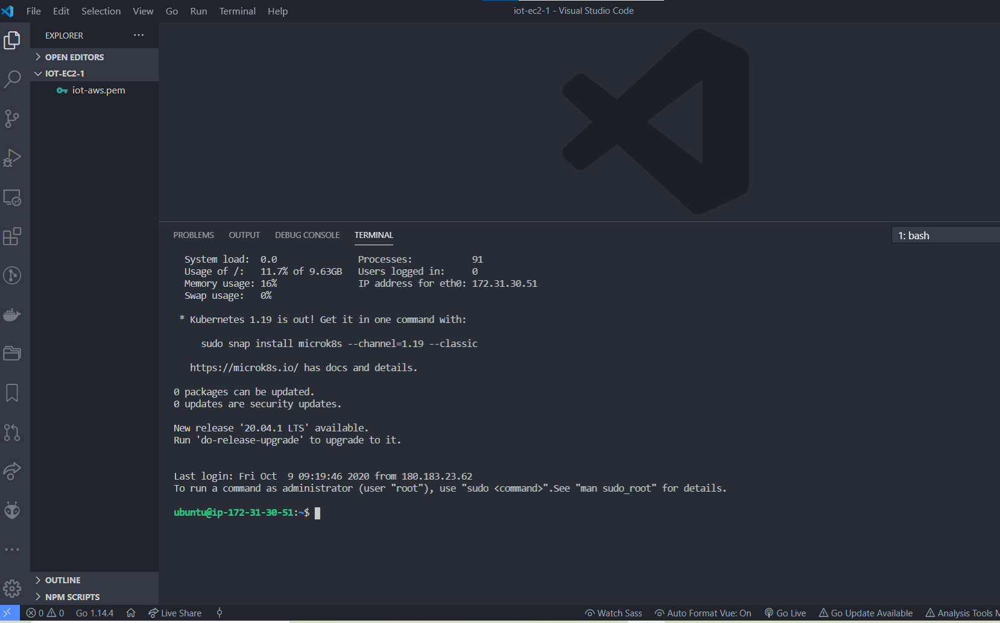 File Edit Selection View Go Run Terminal Help
iot-ec2-1 - Visual Studio Code
EXPLORER
OPEN EDITORS
IOT-EC2-1
iot-aws.pem
PROBLEMS OUTPUT DEBUG CONSOLE TERMINAL
1: bash
System load: 0.0 Processes: 91
Usage of /: 11.7% of 9.63GB Users logged in: 0
Memory usage: 16% IP address for eth0: 172.31.30.51
Swap usage: 0%
* Kubernetes 1.19 is out! Get it in one command with:
sudo snap install microk8s --channel=1.19 --classic
https://microk8s.io/ has docs and details.
0 packages can be updated.
0 updates are security updates.
New release '20.04.1 LTS' available.
Run 'do-release-upgrade' to upgrade to it.
Last login: Fri Oct  9 09:19:46 2020 from 180.183.23.62
To run a command as administrator (user "root"), use "sudo <command>".See "man sudo_root" for details.
ubuntu@ip-172-31-30-51:~$
OUTLINE
NPM SCRIPTS
0 0 Go 1.14.4 Live Share Watch Sass Auto Format Vue: On Go Live Go Update Available Analysis Tools M